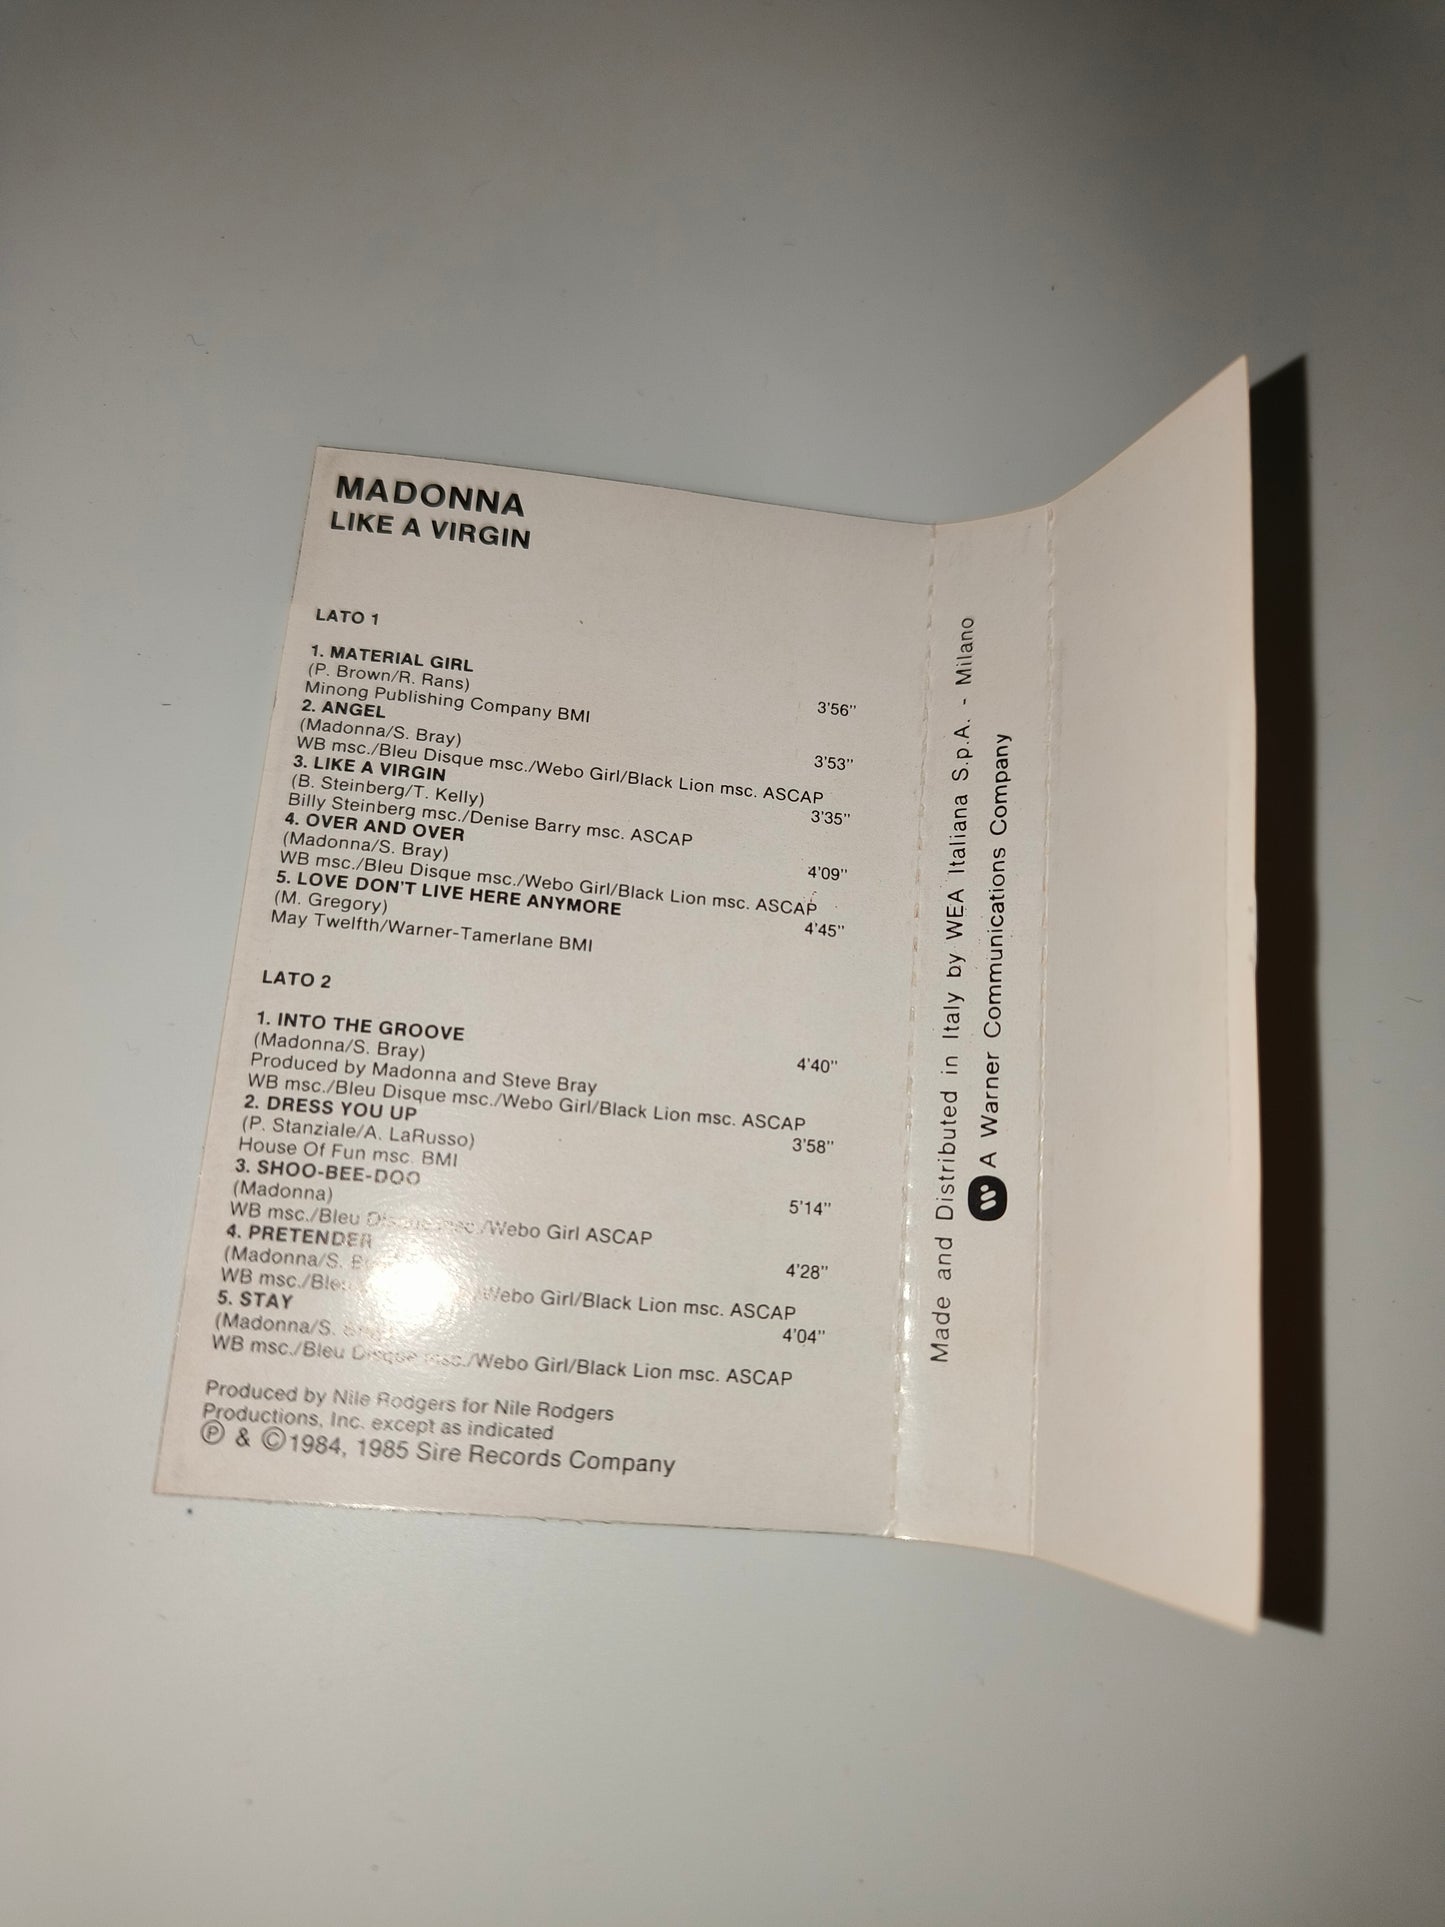 MADONNA
LIKE A VIRGIN
LATO 1
1. MATERIAL GIRL
(P. Brown/R. Rans) 3'56"
Minong Publishing Company BMI
2. ANGEL
(Madonna/S. Bray) 3'53"
WB msc./Bleu Disque msc./Webo Girl/Black Lion msc. ASCAP
3. LIKE A VIRGIN
(B. Steinberg/T. Kelly) 3'35"
Billy Steinberg msc./Denise Barry msc. ASCAP
4. OVER AND OVER
(Madonna/S. Bray) 4'09"
WB msc./Bleu Disque msc./Webo Girl/Black Lion msc. ASCAP
5. LOVE DON'T LIVE HERE ANYMORE
(M. Gregory) 4'45"
May Twelfth/Warner-Tamerlane BMI
LATO 2
1. INTO THE GROOVE
(Madonna/S. Bray) 4'40"
Produced by Madonna and Steve Bray
WB msc./Bleu Disque msc./Webo Girl/Black Lion msc. ASCAP
2. DRESS YOU UP
(P. Stanziale/A. LaRusso) 3'58"
House Of Fun msc. BMI
3. SHOO-BEE-DOO
(Madonna) 5'14"
WB msc./Bleu Disque msc./Webo Girl ASCAP
4. PRETENDER
(Madonna/S. 4'28"
WB msc./Bleu Webo Girl/Black Lion msc. ASCAP
5. STAY
(Madonna/S. 4'04"
WB msc./Bleu Disque msc./Webo Girl/Black Lion msc. ASCAP
Produced by Nile Rodgers for Nile Rodgers
Productions, Inc. except as indicated
Ⓟ & ©1984, 1985 Sire Records Company
Made and Distributed in Italy by WEA Italiana S.p.A. - Milano
A Warner Communications Company